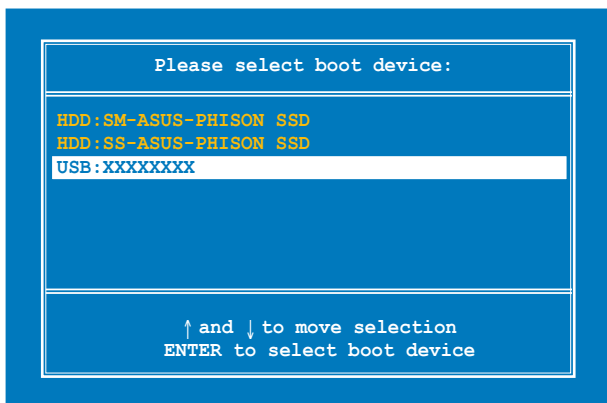 Please select boot device:
HDD:SM-ASUS-PHISON SSD
HDD:SS-ASUS-PHISON SSD
USB:XXXXXXXX
↑ and ↓ to move selection
ENTER to select boot device